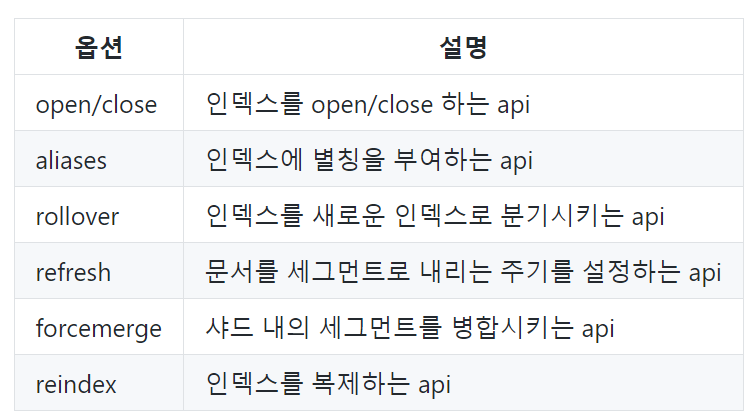 옵션 설명
open/close 인덱스를 open/close 하는 api
aliases 인덱스에 별칭을 부여하는 api
rollover 인덱스를 새로운 인덱스로 분기시키는 api
refresh 문서를 세그먼트로 내리는 주기를 설정하는 api
forcemerge 샤드 내의 세그먼트를 병합시키는 api
reindex 인덱스를 복제하는 api